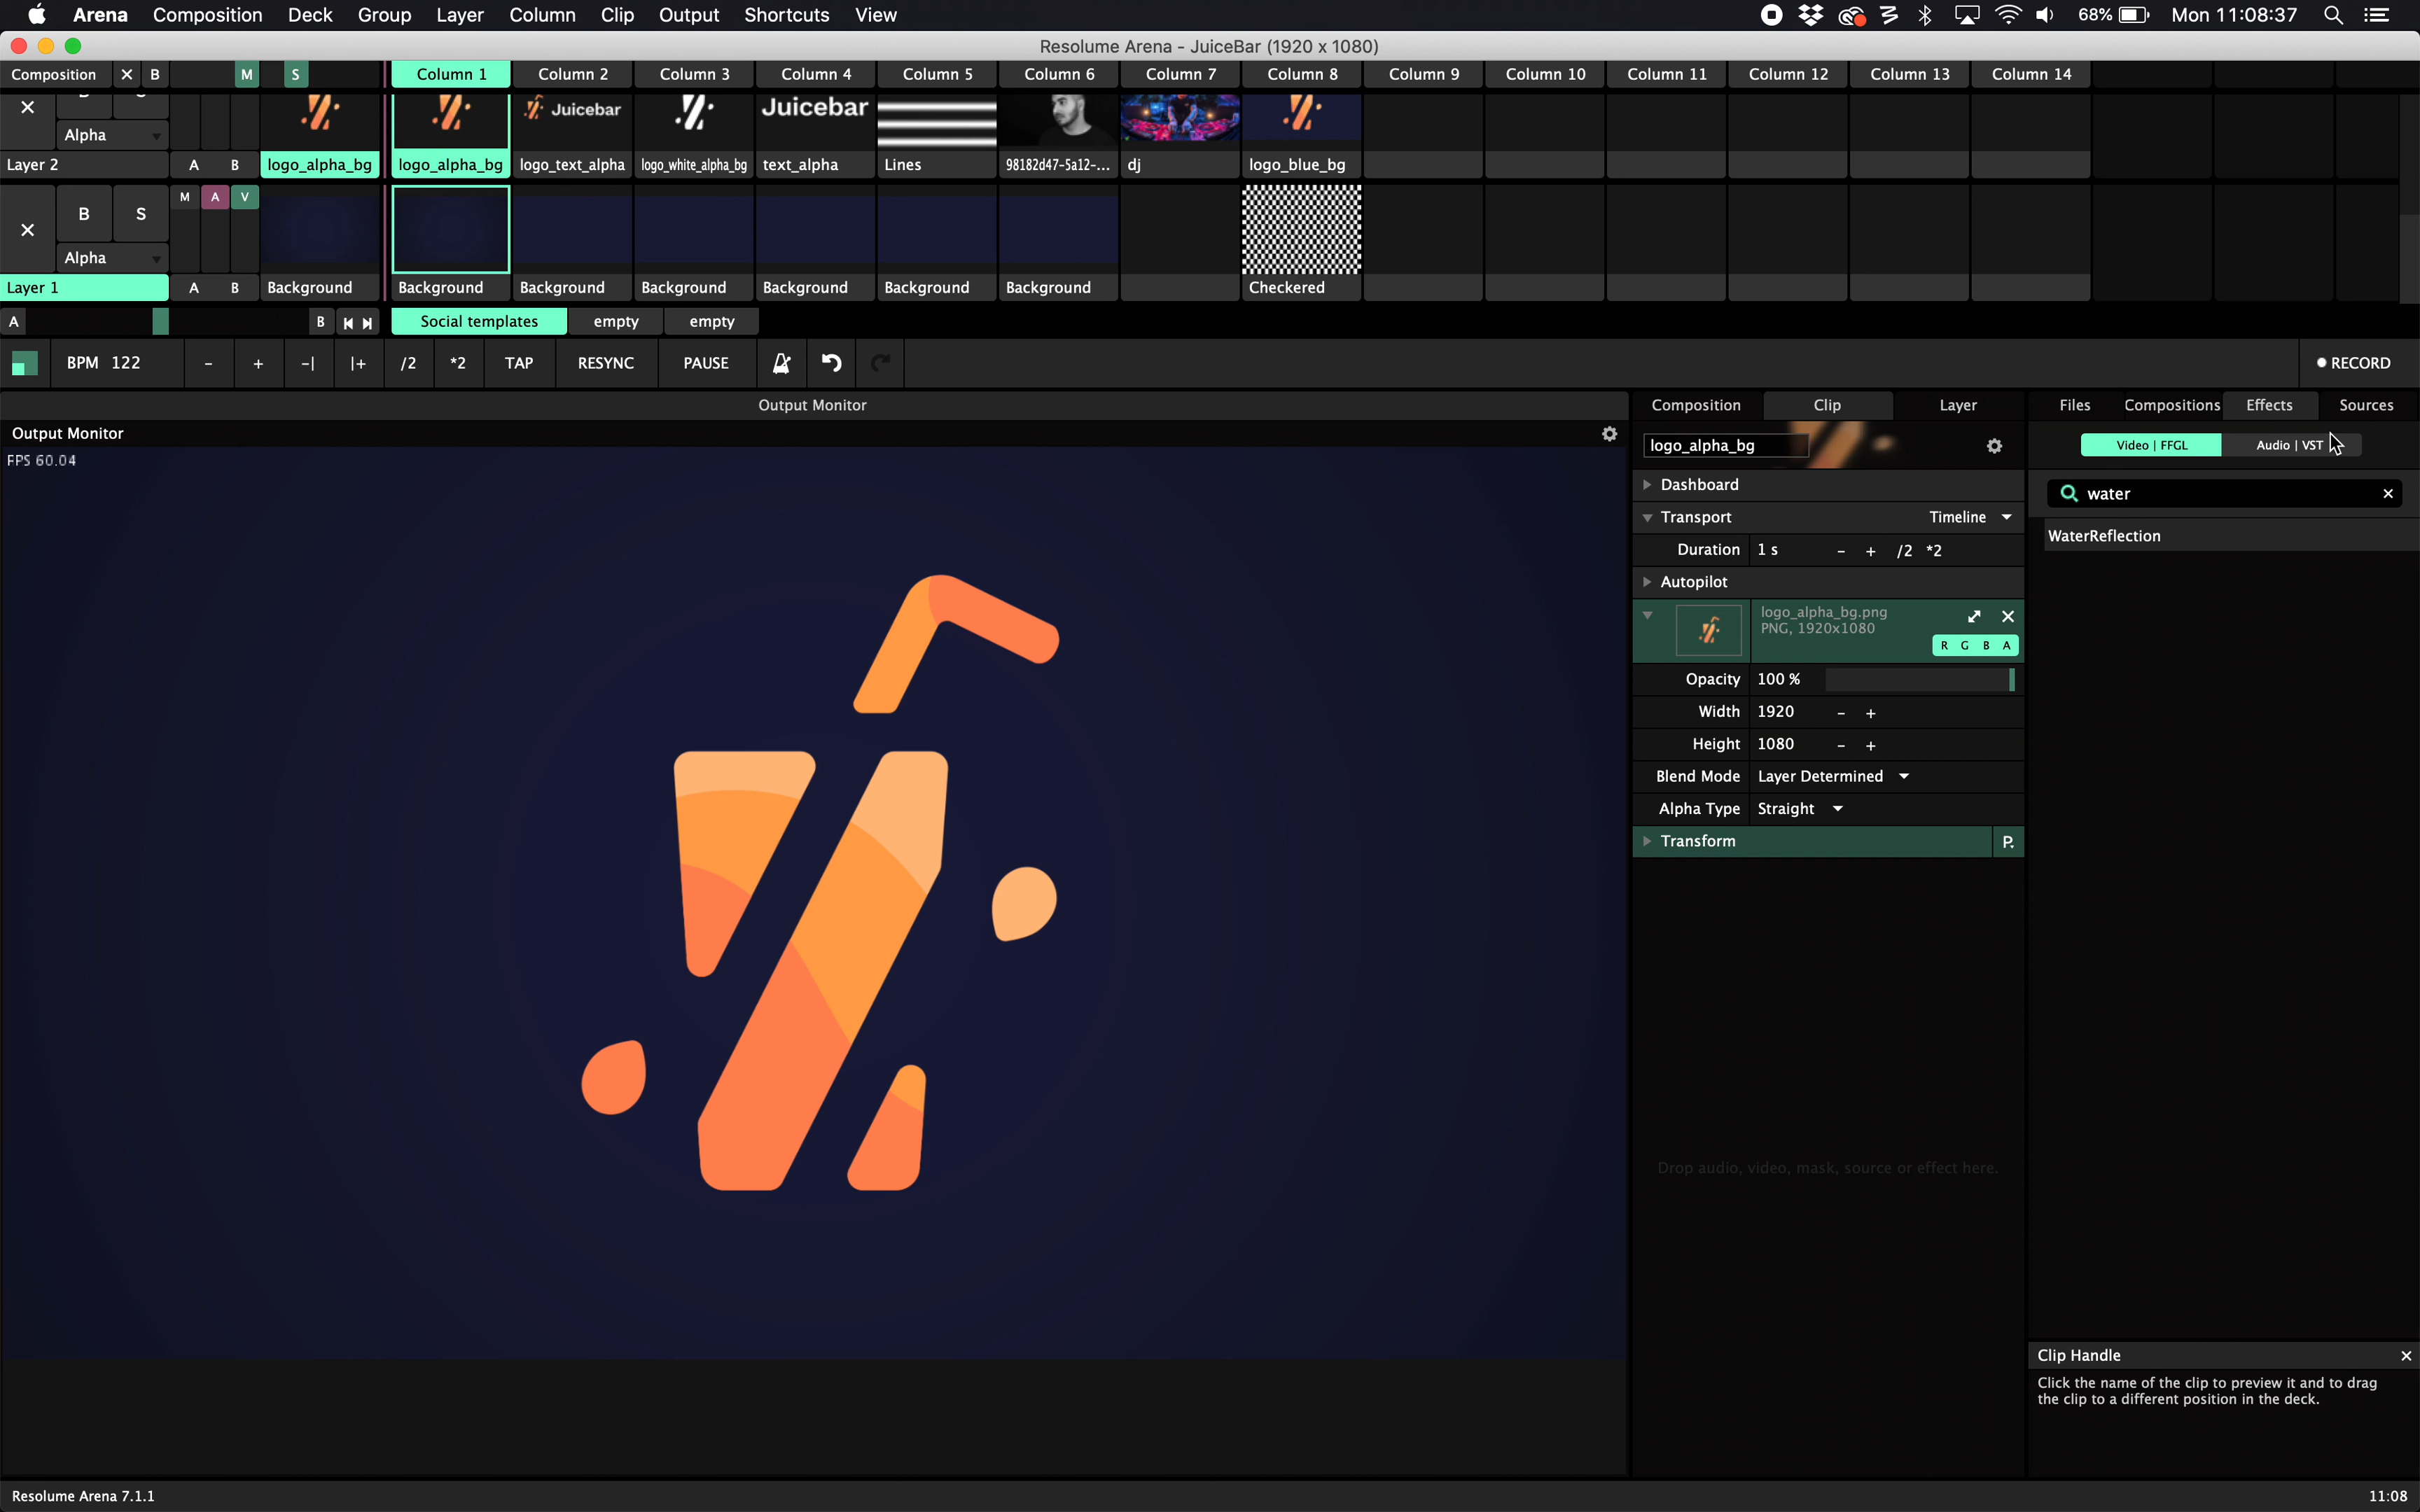 Arena Composition Deck Group Layer Column Clip Output Shortcuts View 68% Mon 11:08:37
Resolume Arena - JuiceBar (1920 x 1080)
Composition X B M S Column 1 Column 2 Column 3 Column 4 Column 5 Column 6 Column 7 Column 8 Column 9 Column 10 Column 11 Column 12 Column 13 Column 14
Juicebar Juicebar
Alpha
Layer 2 A B logo_alpha_bg logo_alpha_bg logo_text_alpha logo_white_alpha_bg text_alpha Lines 98182d47-5a12-... dj logo_blue_bg
M A V
B S
Alpha
Layer 1 A B Background Background Background Background Background Background Background Checkered
A B Social templates empty empty
BPM 122 - + -| |+ /2 *2 TAP RESYNC PAUSE RECORD
Output Monitor Composition Clip Layer Files Compositions Effects Sources
Output Monitor
FPS 60.04
logo_alpha_bg
Video | FFGL Audio | VST
Dashboard
water
Transport Timeline
WaterReflection
Duration 1 s - + /2 *2
Autopilot
logo_alpha_bg.png
PNG, 1920x1080
R G B A
Opacity 100 %
Width 1920 - +
Height 1080 - +
Blend Mode Layer Determined
Alpha Type Straight
Transform P.
Drop audio, video, mask, source or effect here.
Clip Handle
Click the name of the clip to preview it and to drag
the clip to a different position in the deck.
Resolume Arena 7.1.1 11:08